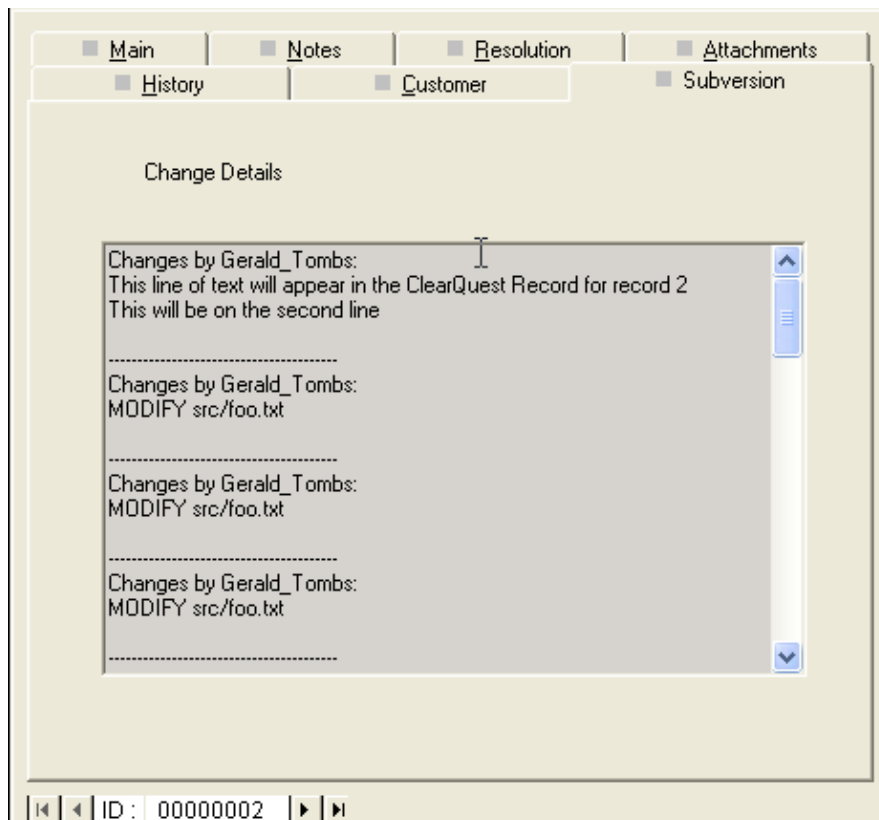 Main Notes Resolution Attachments
History Customer Subversion
Change Details
Changes by Gerald_Tombs:
This line of text will appear in the ClearQuest Record for record 2
This will be on the second line
---------------------------------------
Changes by Gerald_Tombs:
MODIFY src/foo.txt
---------------------------------------
Changes by Gerald_Tombs:
MODIFY src/foo.txt
---------------------------------------
Changes by Gerald_Tombs:
MODIFY src/foo.txt
---------------------------------------
ID : 00000002